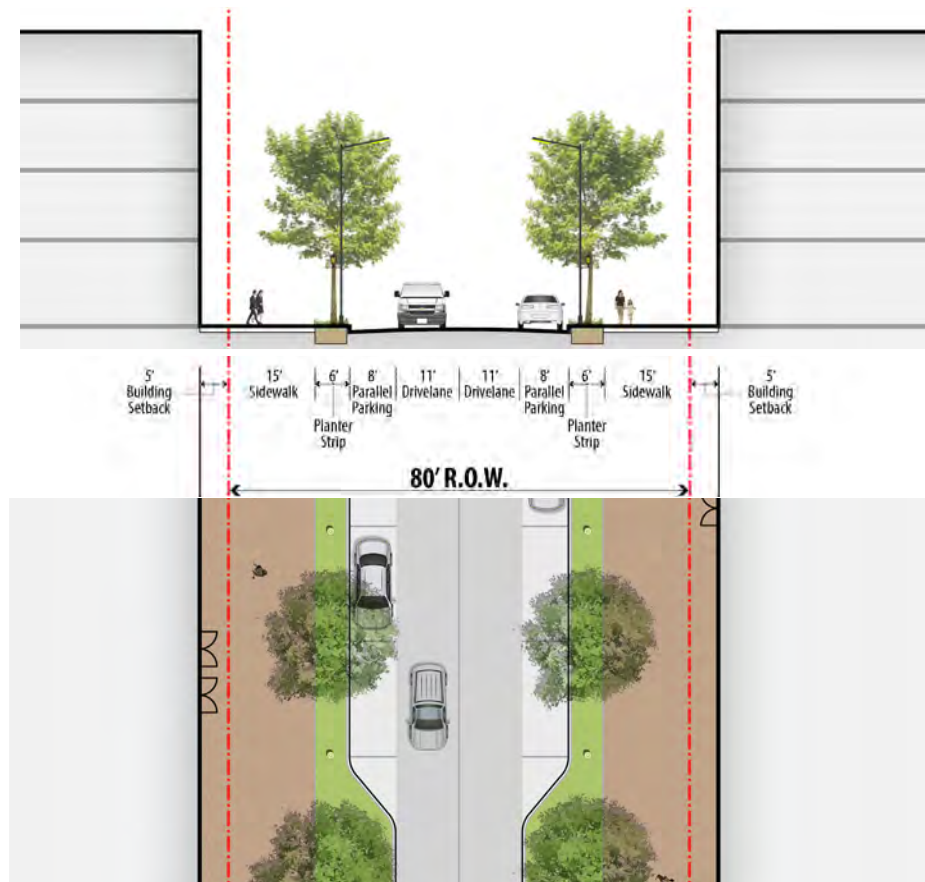 5'
Building
Setback
15'
Sidewalk
6'
Planter
Strip
8'
Parallel
Parking
11'
Drivelane
11'
Drivelane
8'
Parallel
Parking
6'
Planter
Strip
15'
Sidewalk
5'
Building
Setback
80' R.O.W.